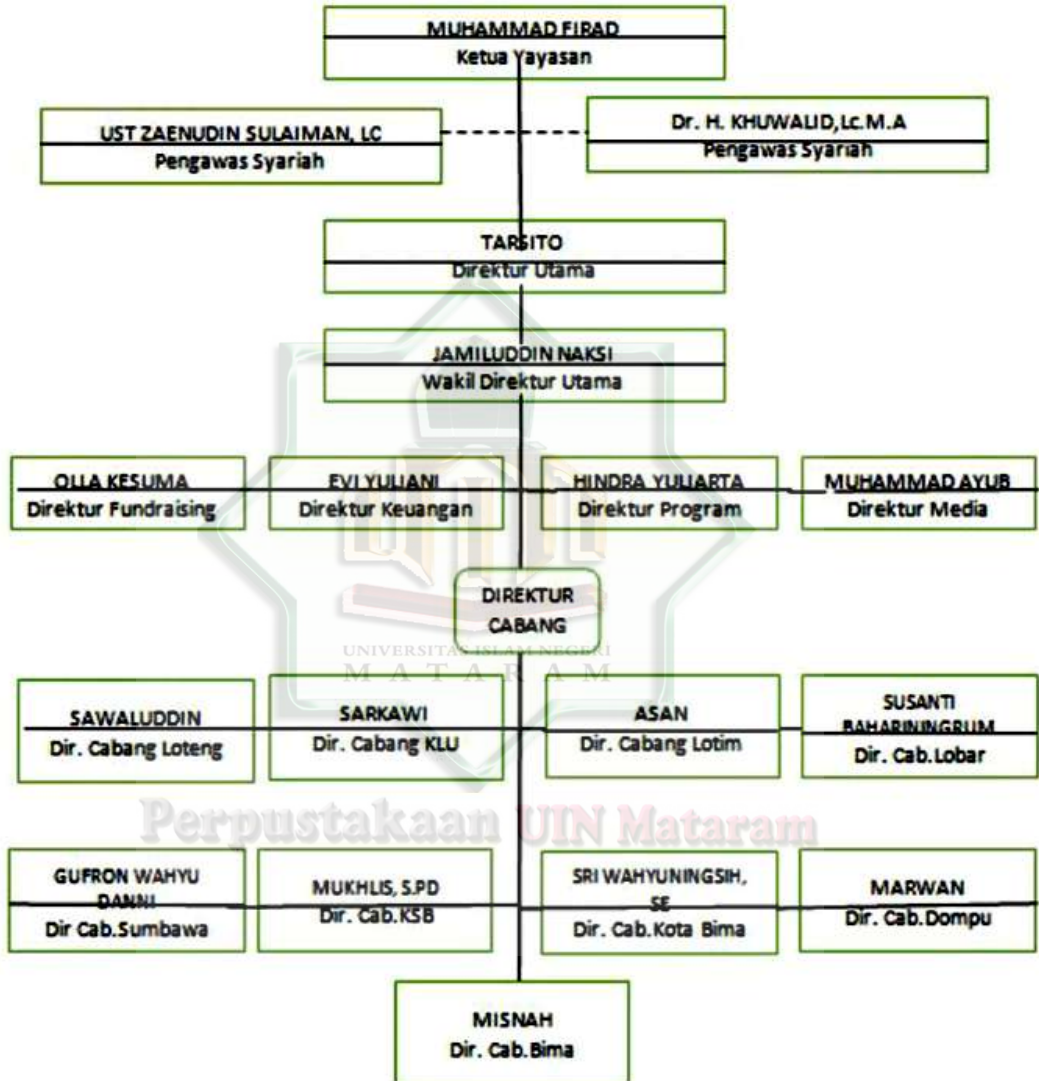 MUHAMMAD FIRAD
Ketua Yayasan
UST ZAENUDIN SULAIMAN, LC
Pengawas Syariah
Dr. H. KHUWALID,Lc.M.A
Pengawas Syariah
TARSITO
Direktur Utama
JAMILUDDIN NAKSI
Wakil Direktur Utama
OLLA KESUMA
Direktur Fundraising
EVI YULIANI
Direktur Keuangan
HINDRA YULIARTA
Direktur Program
MUHAMMAD AYUB
Direktur Media
DIREKTUR
CABANG
UNIVERSITAS ISLAM NEGERI
MATARAM
SAWALUDDIN
Dir. Cabang Loteng
SARKAWI
Dir. Cabang KLU
ASAN
Dir. Cabang Lotim
SUSANTI
BAHARININGRUM
Dir. Cab.Lobar
Perpustakaan UIN Mataram
GUFRON WAHYU
DANNI
Dir Cab.Sumbawa
MUKHLIS, S.PD
Dir. Cab.KSB
SRI WAHYUNINGSIH,
SE
Dir. Cab.Kota Bima
MARWAN
Dir. Cab.Dompu
MISNAH
Dir. Cab.Bima